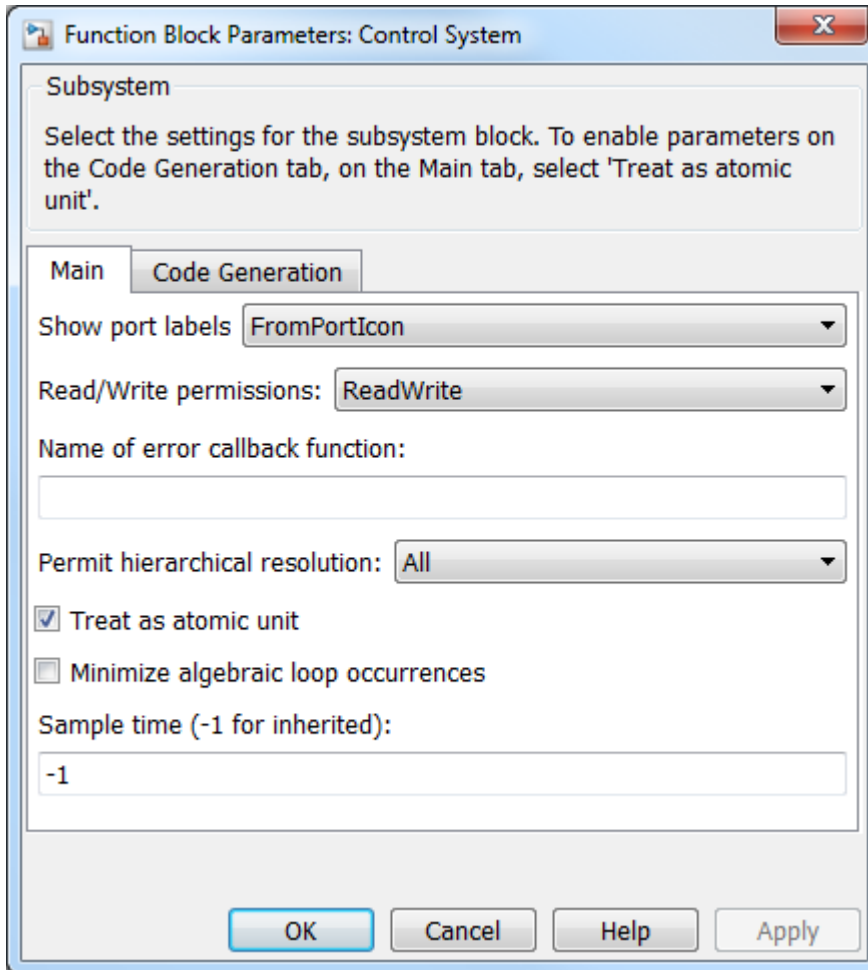 Function Block Parameters: Control System
Subsystem
Select the settings for the subsystem block. To enable parameters on
the Code Generation tab, on the Main tab, select 'Treat as atomic
unit'.
Main Code Generation
Show port labels FromPortIcon
Read/Write permissions: ReadWrite
Name of error callback function:
Permit hierarchical resolution: All
Treat as atomic unit
Minimize algebraic loop occurrences
Sample time (-1 for inherited):
-1
OK Cancel Help Apply